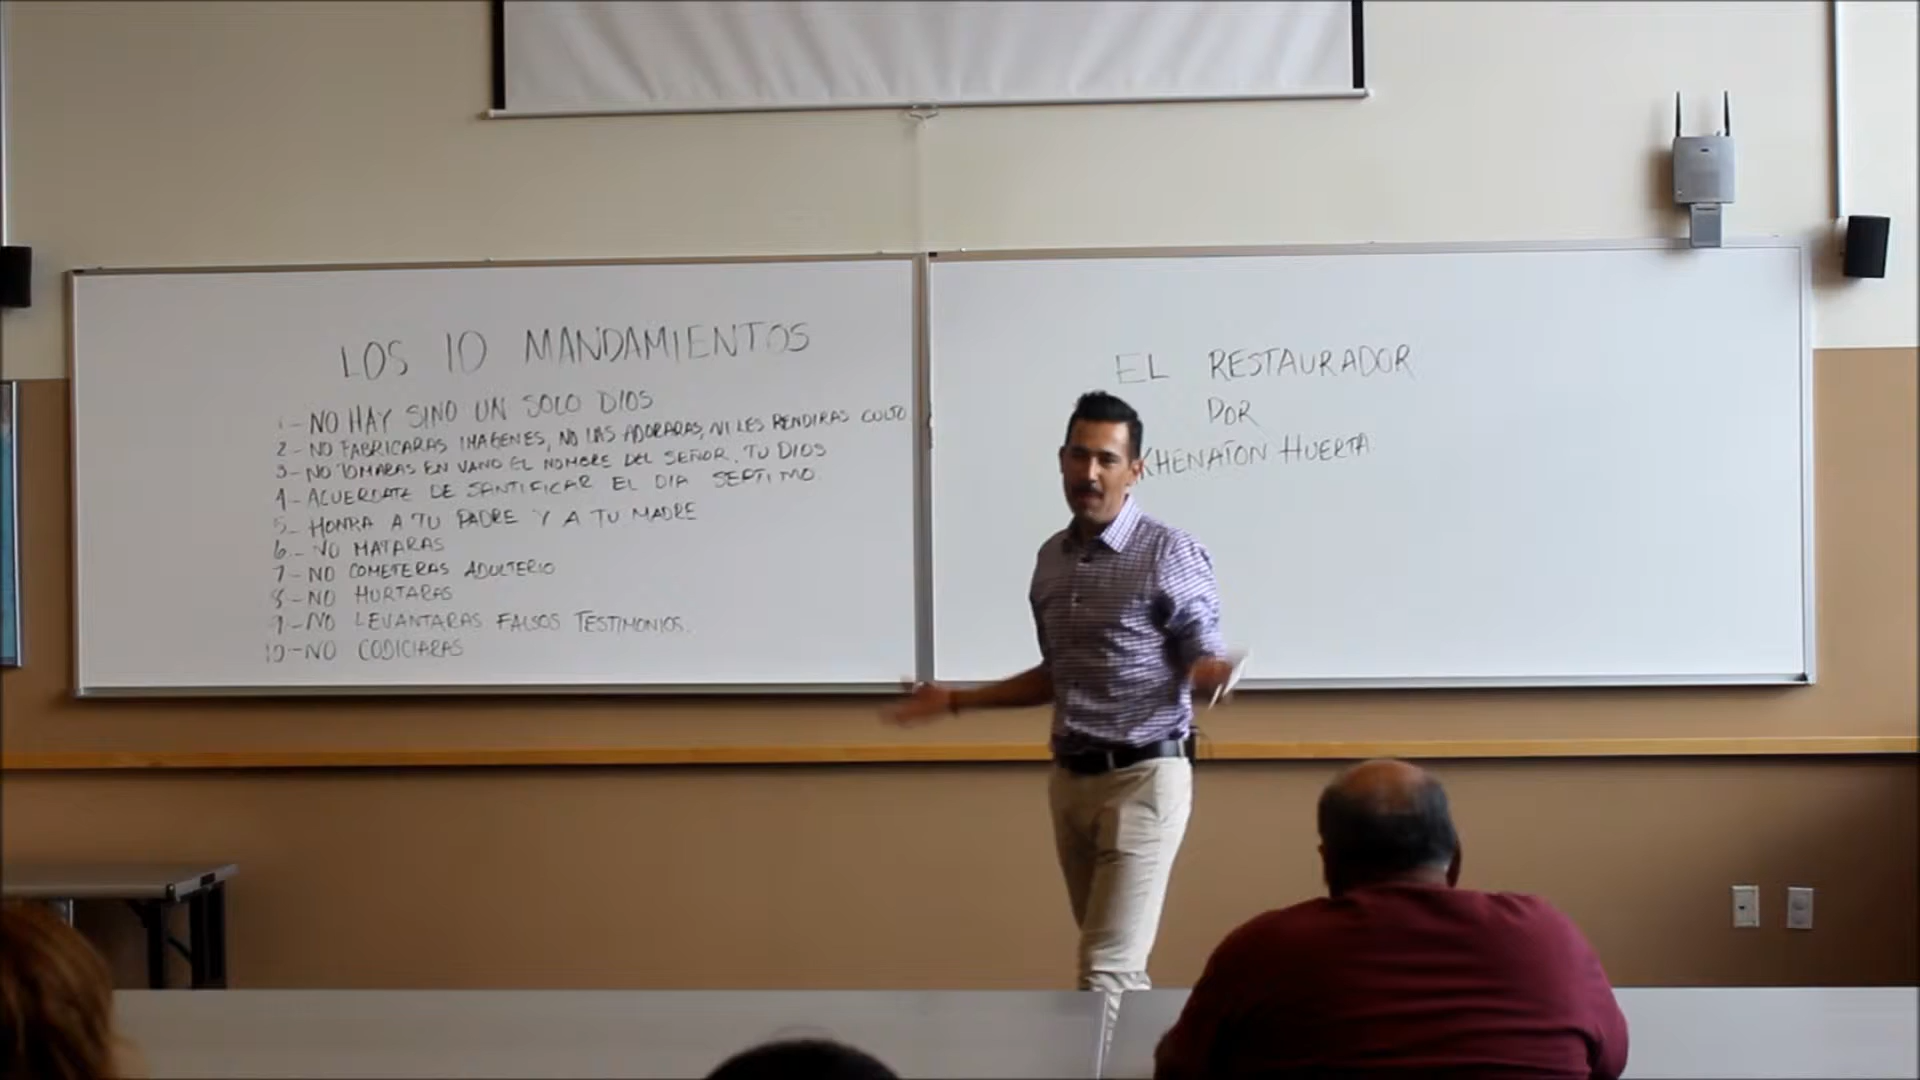 LOS 10 MANDAMIENTOS
1- NO HAY SINO UN SOLO DIOS
2- NO FABRICARAS IMAGENES, NO LAS ADORARAS, NI LES RENDIRAS CULTO
3- NO TOMARAS EN VANO EL NOMBRE DEL SEÑOR, TU DIOS
4- ACUERDATE DE SANTIFICAR EL DIA SEPTIMO.
5- HONRA A TU PADRE Y A TU MADRE
6.- NO MATARAS
7- NO COMETERAS ADULTERIO
8- NO HURTARAS
9- NO LEVANTARAS FALSOS TESTIMONIOS.
10- NO CODICIARAS
EL RESTAURADOR
POR
KHENATON HUERTA